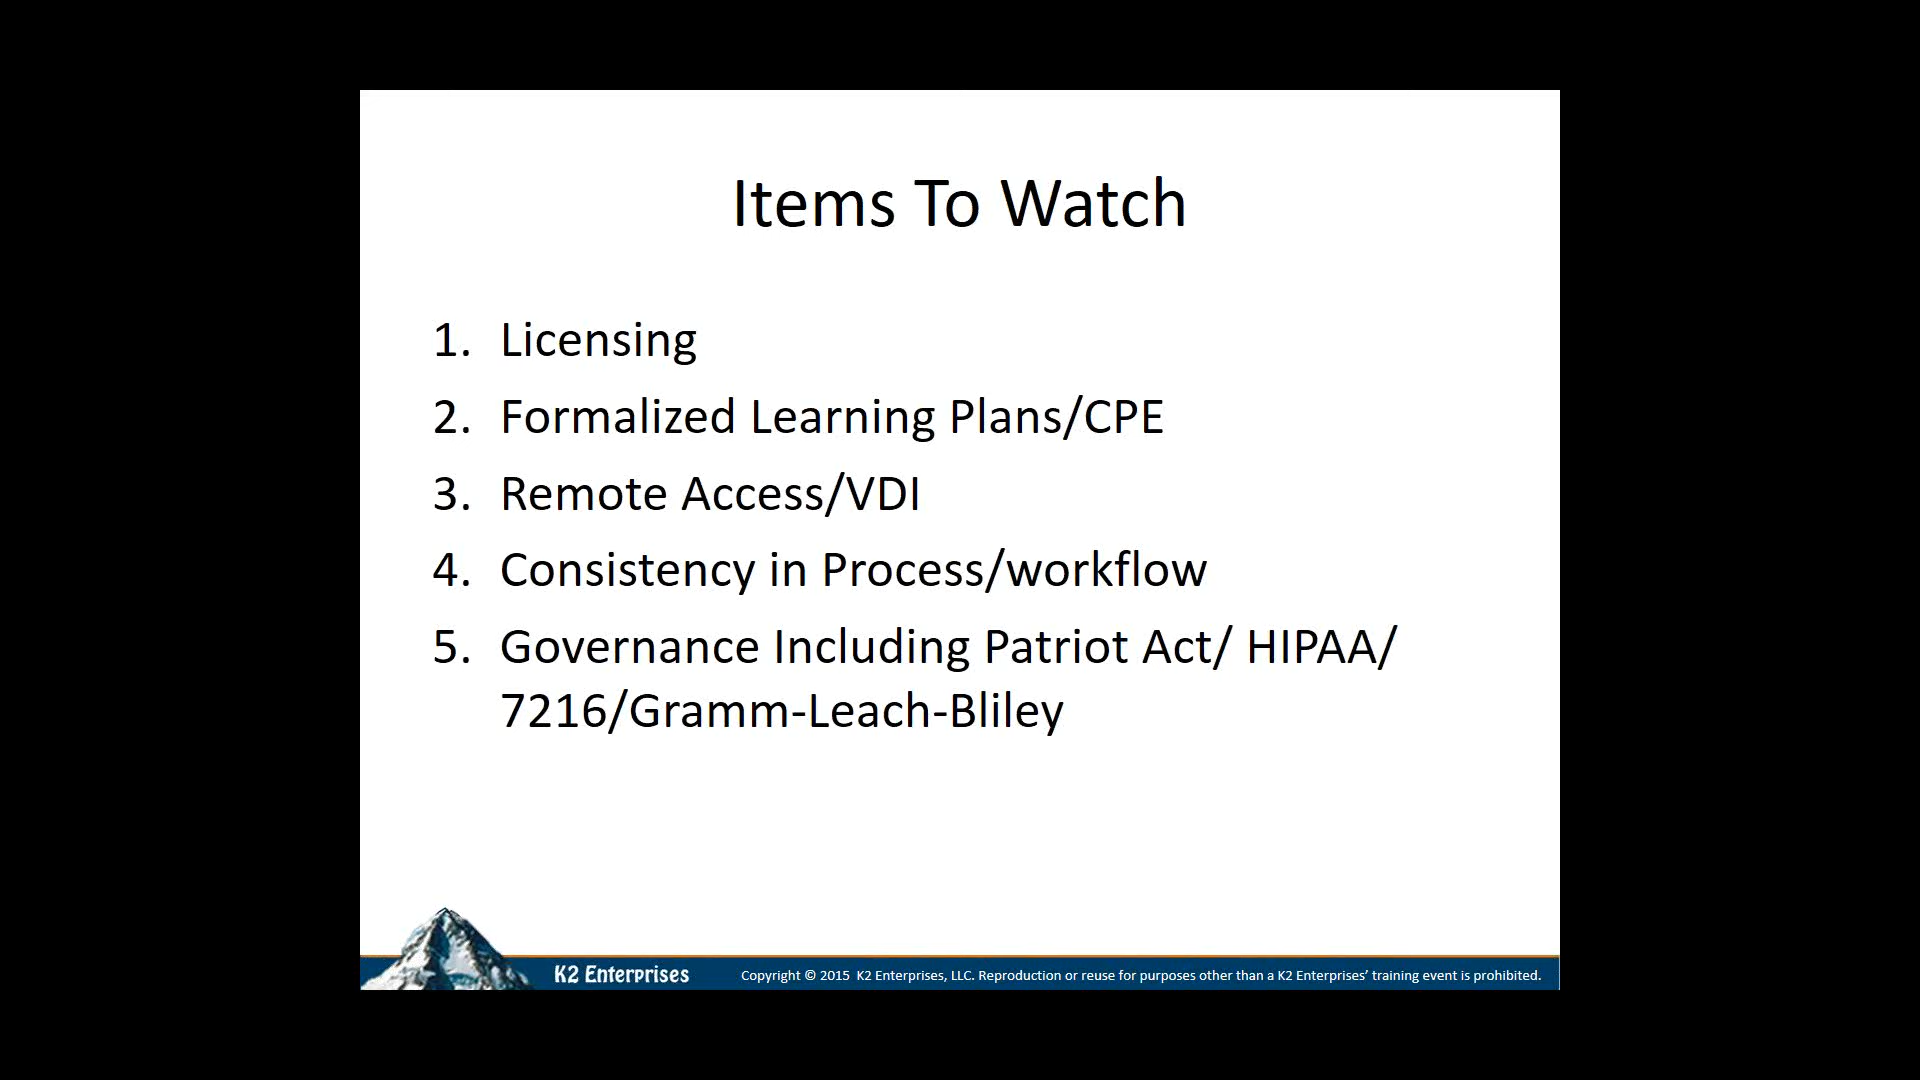 Items To Watch
1. Licensing
2. Formalized Learning Plans/CPE
3. Remote Access/VDI
4. Consistency in Process/workflow
5. Governance Including Patriot Act/ HIPAA/
7216/Gramm-Leach-Bliley
K2 Enterprises
Copyright © 2015 K2 Enterprises, LLC. Reproduction or reuse for purposes other than a K2 Enterprises’ training event is prohibited.